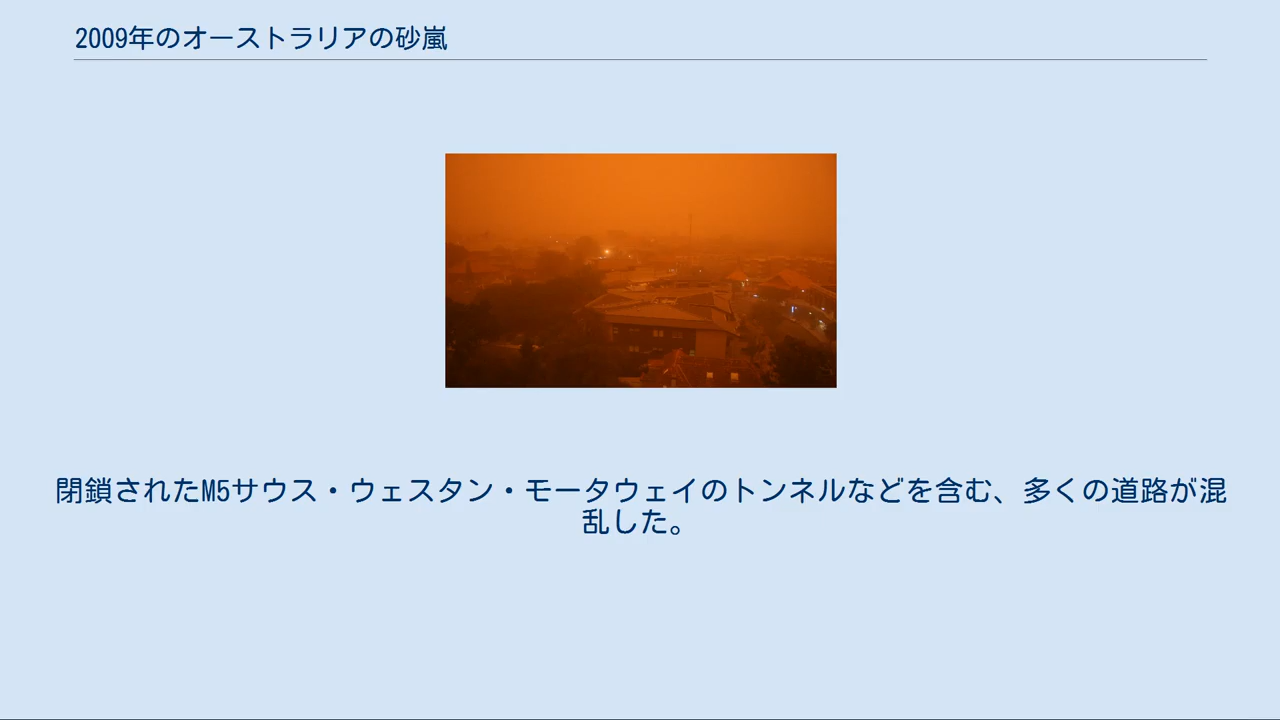 2009年のオーストラリアの砂嵐
閉鎖されたM5サウス・ウェスタン・モータウェイのトンネルなどを含む、多くの道路が混
乱した。